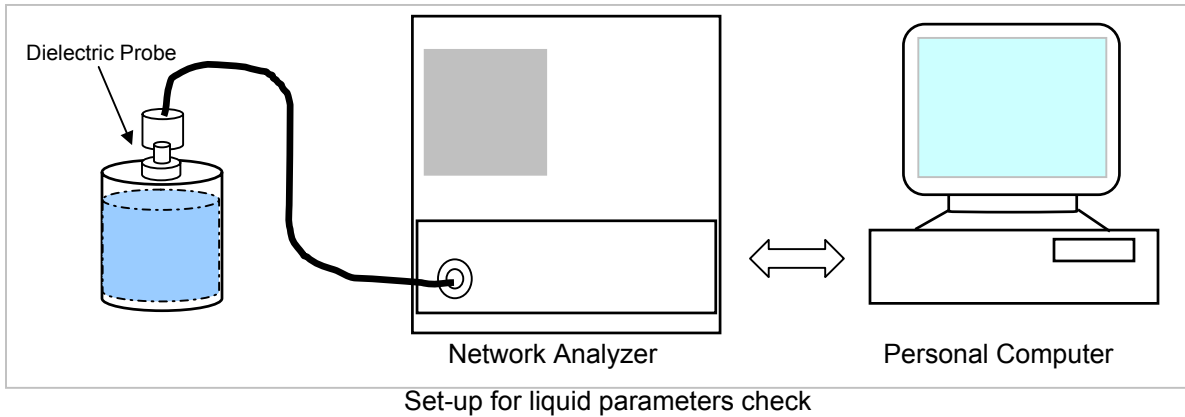 Dielectric Probe
Network Analyzer
Personal Computer
Set-up for liquid parameters check